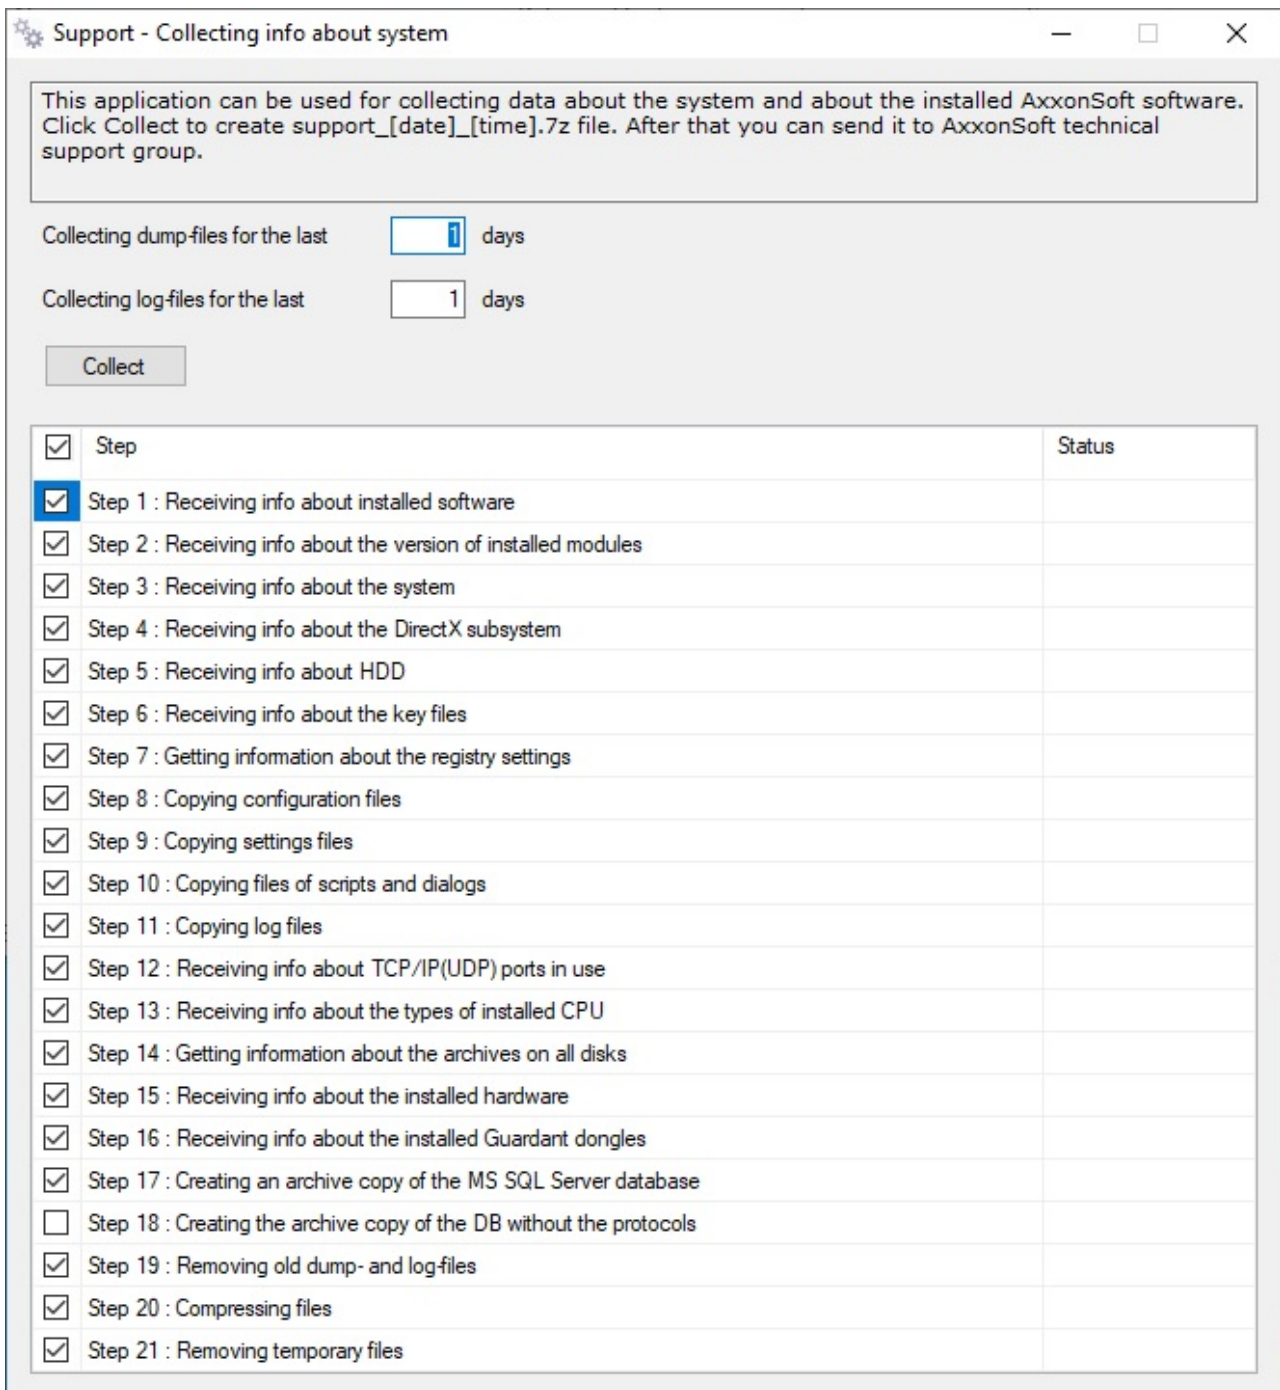 Support - Collecting info about system
This application can be used for collecting data about the system and about the installed AxxonSoft software.
Click Collect to create support_[date]_[time].7z file. After that you can send it to AxxonSoft technical
support group.
Collecting dump-files for the last 1 days
Collecting log-files for the last 1 days
Collect
Step Status
Step 1 : Receiving info about installed software
Step 2 : Receiving info about the version of installed modules
Step 3 : Receiving info about the system
Step 4 : Receiving info about the DirectX subsystem
Step 5 : Receiving info about HDD
Step 6 : Receiving info about the key files
Step 7 : Getting information about the registry settings
Step 8 : Copying configuration files
Step 9 : Copying settings files
Step 10 : Copying files of scripts and dialogs
Step 11 : Copying log files
Step 12 : Receiving info about TCP/IP(UDP) ports in use
Step 13 : Receiving info about the types of installed CPU
Step 14 : Getting information about the archives on all disks
Step 15 : Receiving info about the installed hardware
Step 16 : Receiving info about the installed Guardant dongles
Step 17 : Creating an archive copy of the MS SQL Server database
Step 18 : Creating the archive copy of the DB without the protocols
Step 19 : Removing old dump- and log-files
Step 20 : Compressing files
Step 21 : Removing temporary files